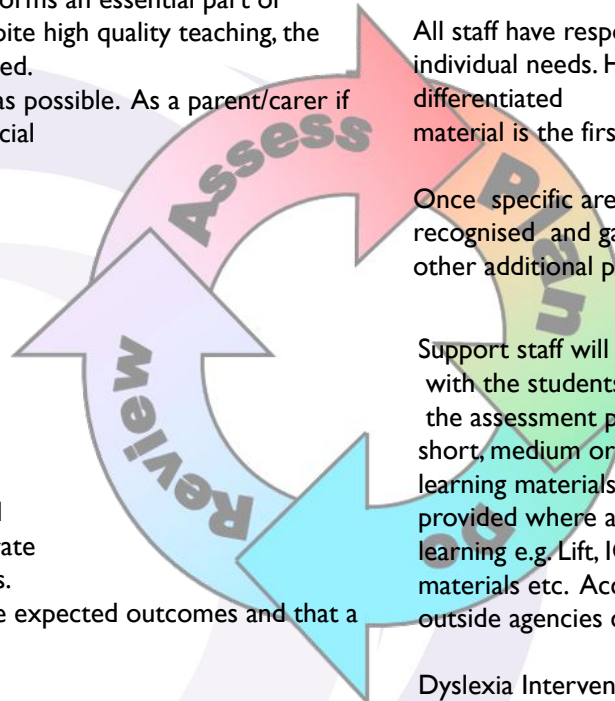 orms an essential part of
pite high quality teaching, the
ed.
as possible. As a parent/carer if
cial
Assess
Plan
Do
Review
rate
s.
e expected outcomes and that a
All staff have resp
individual needs. H
differentiated
material is the firs
Once specific are
recognised and ga
other additional p
Support staff will
with the students
the assessment p
short, medium or
learning materials
provided where a
learning e.g. Lift, IC
materials etc. Acc
outside agencies c
Dyslexia Interven